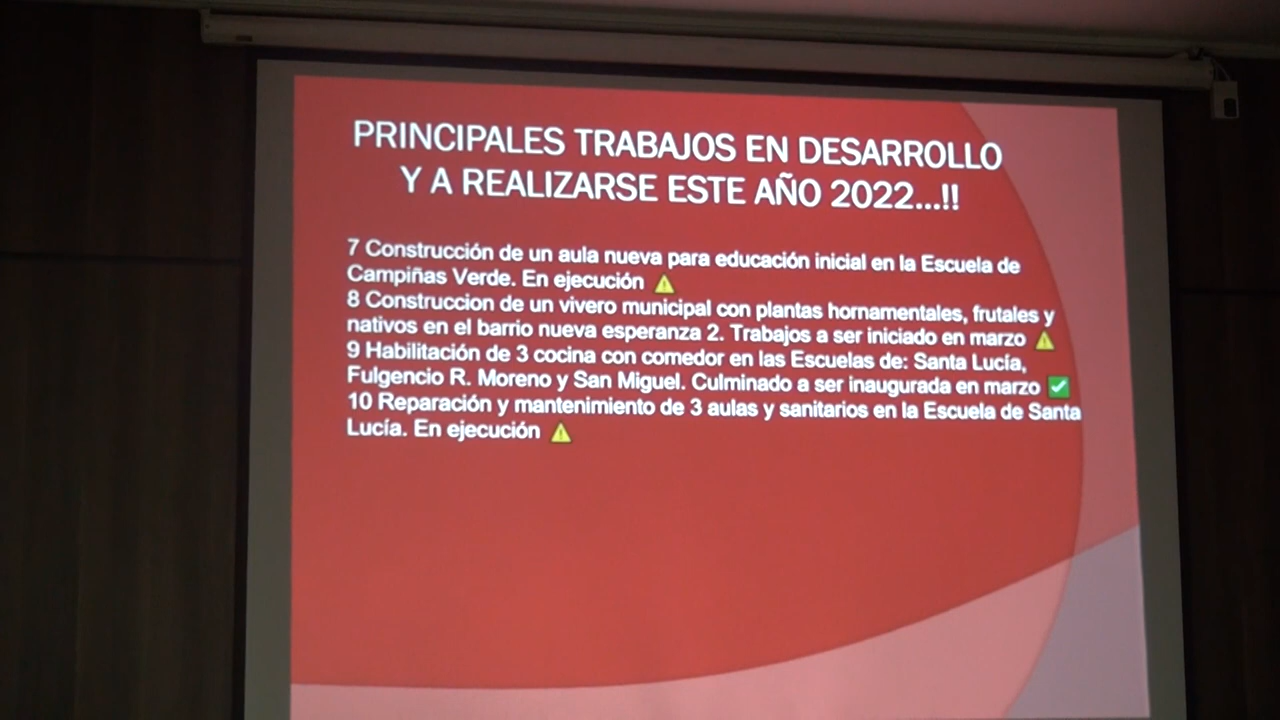 PRINCIPALES TRABAJOS EN DESARROLLO
Y A REALIZARSE ESTE AÑO 2022...!!
7 Construcción de un aula nueva para educación inicial en la Escuela de
Campiñas Verde. En ejecución ⚠️
8 Construccion de un vivero municipal con plantas hornamentales, frutales y
nativos en el barrio nueva esperanza 2. Trabajos a ser iniciado en marzo ⚠️
9 Habilitación de 3 cocina con comedor en las Escuelas de: Santa Lucía,
Fulgencio R. Moreno y San Miguel. Culminado a ser inaugurada en marzo ✅
10 Reparación y mantenimiento de 3 aulas y sanitarios en la Escuela de Santa
Lucía. En ejecución ⚠️